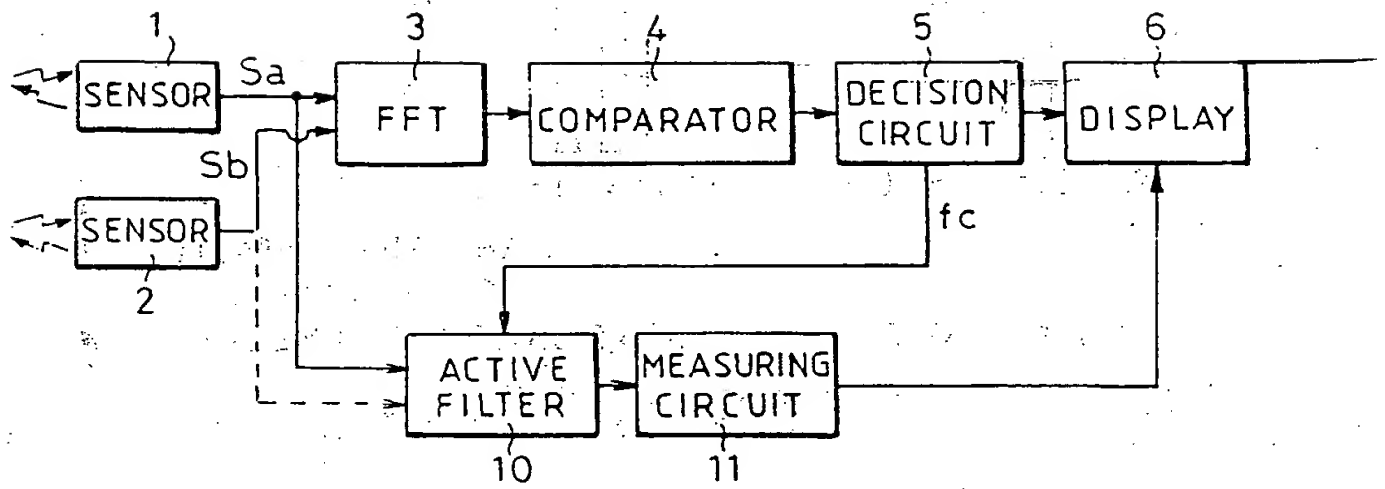 1
3
4
5
6
SENSOR
Sa
FFT
COMPARATOR
DECISION
CIRCUIT
DISPLAY
Sb
SENSOR
2
fc
ACTIVE
FILTER
MEASURING
CIRCUIT
10
11